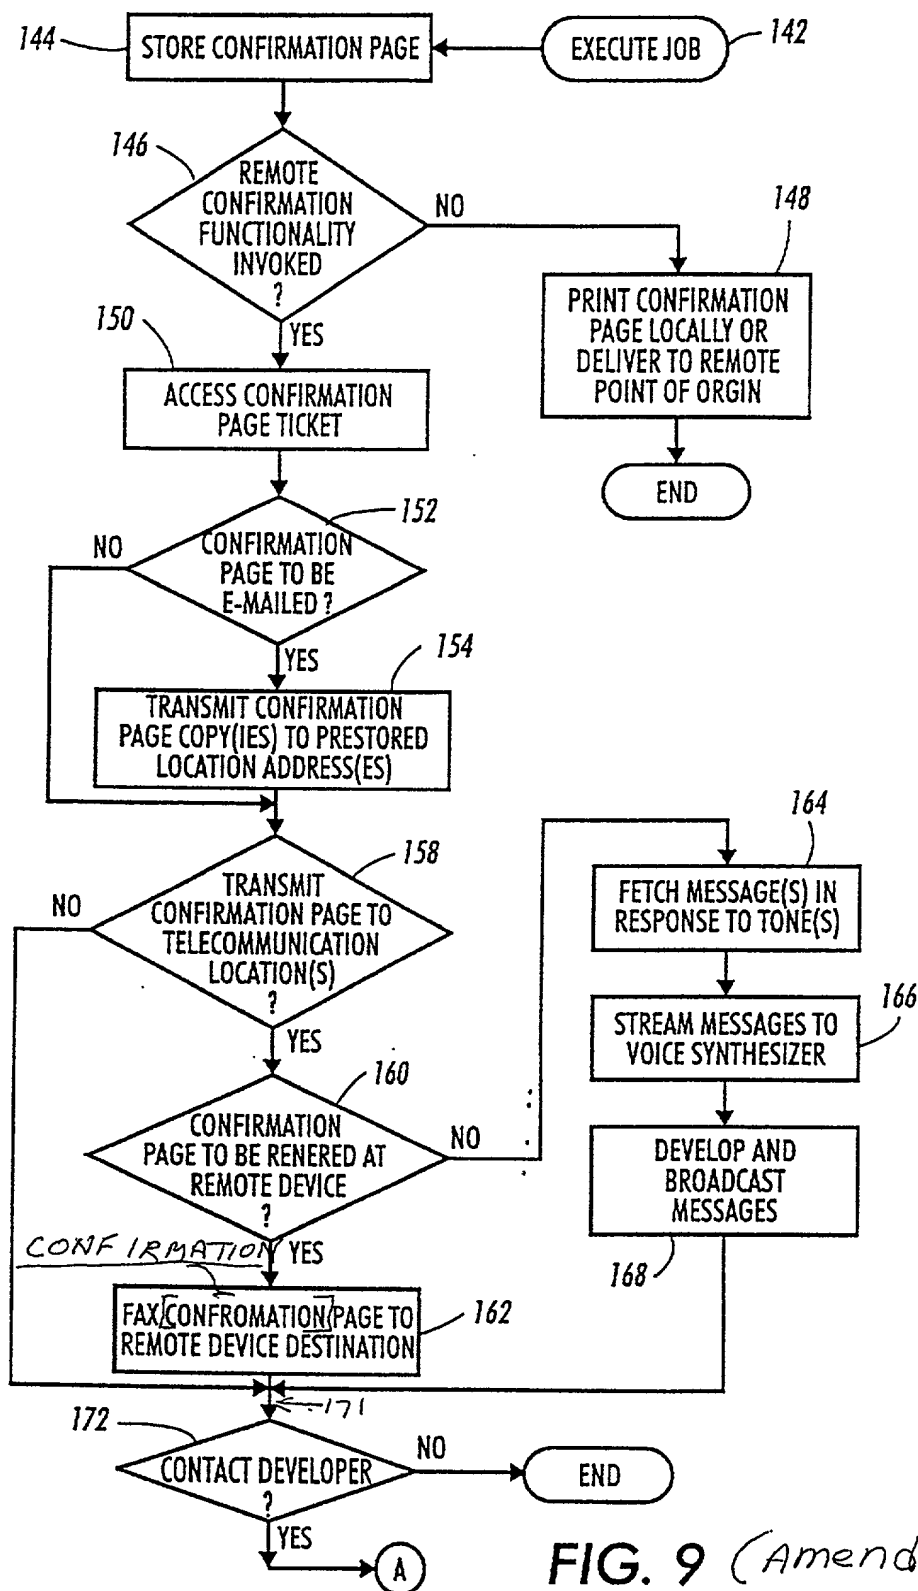 144
STORE CONFIRMATION PAGE
EXECUTE JOB
142
146
REMOTE
CONFIRMATION
FUNCTIONALITY
INVOKED
?
NO
148
YES
PRINT CONFIRMATION
PAGE LOCALLY OR
DELIVER TO REMOTE
POINT OF ORGIN
150
ACCESS CONFIRMATION
PAGE TICKET
END
152
NO
CONFIRMATION
PAGE TO BE
E-MAILED ?
YES
154
TRANSMIT CONFIRMATION
PAGE COPY(IES) TO PRESTORED
LOCATION ADDRESS(ES)
158
NO
TRANSMIT
CONFIRMATION PAGE TO
TELECOMMUNICATION
LOCATION(S)
?
YES
164
FETCH MESSAGE(S) IN
RESPONSE TO TONE(S)
166
STREAM MESSAGES TO
VOICE SYNTHESIZER
160
CONFIRMATION
PAGE TO BE RENERED AT
REMOTE DEVICE
?
NO
YES
DEVELOP AND
BROADCAST
MESSAGES
168
CONFIRMATION
FAX [CONFROMATION] PAGE TO
REMOTE DEVICE DESTINATION
162
171
172
CONTACT DEVELOPER
?
NO
END
YES
A
FIG. 9 (Amend